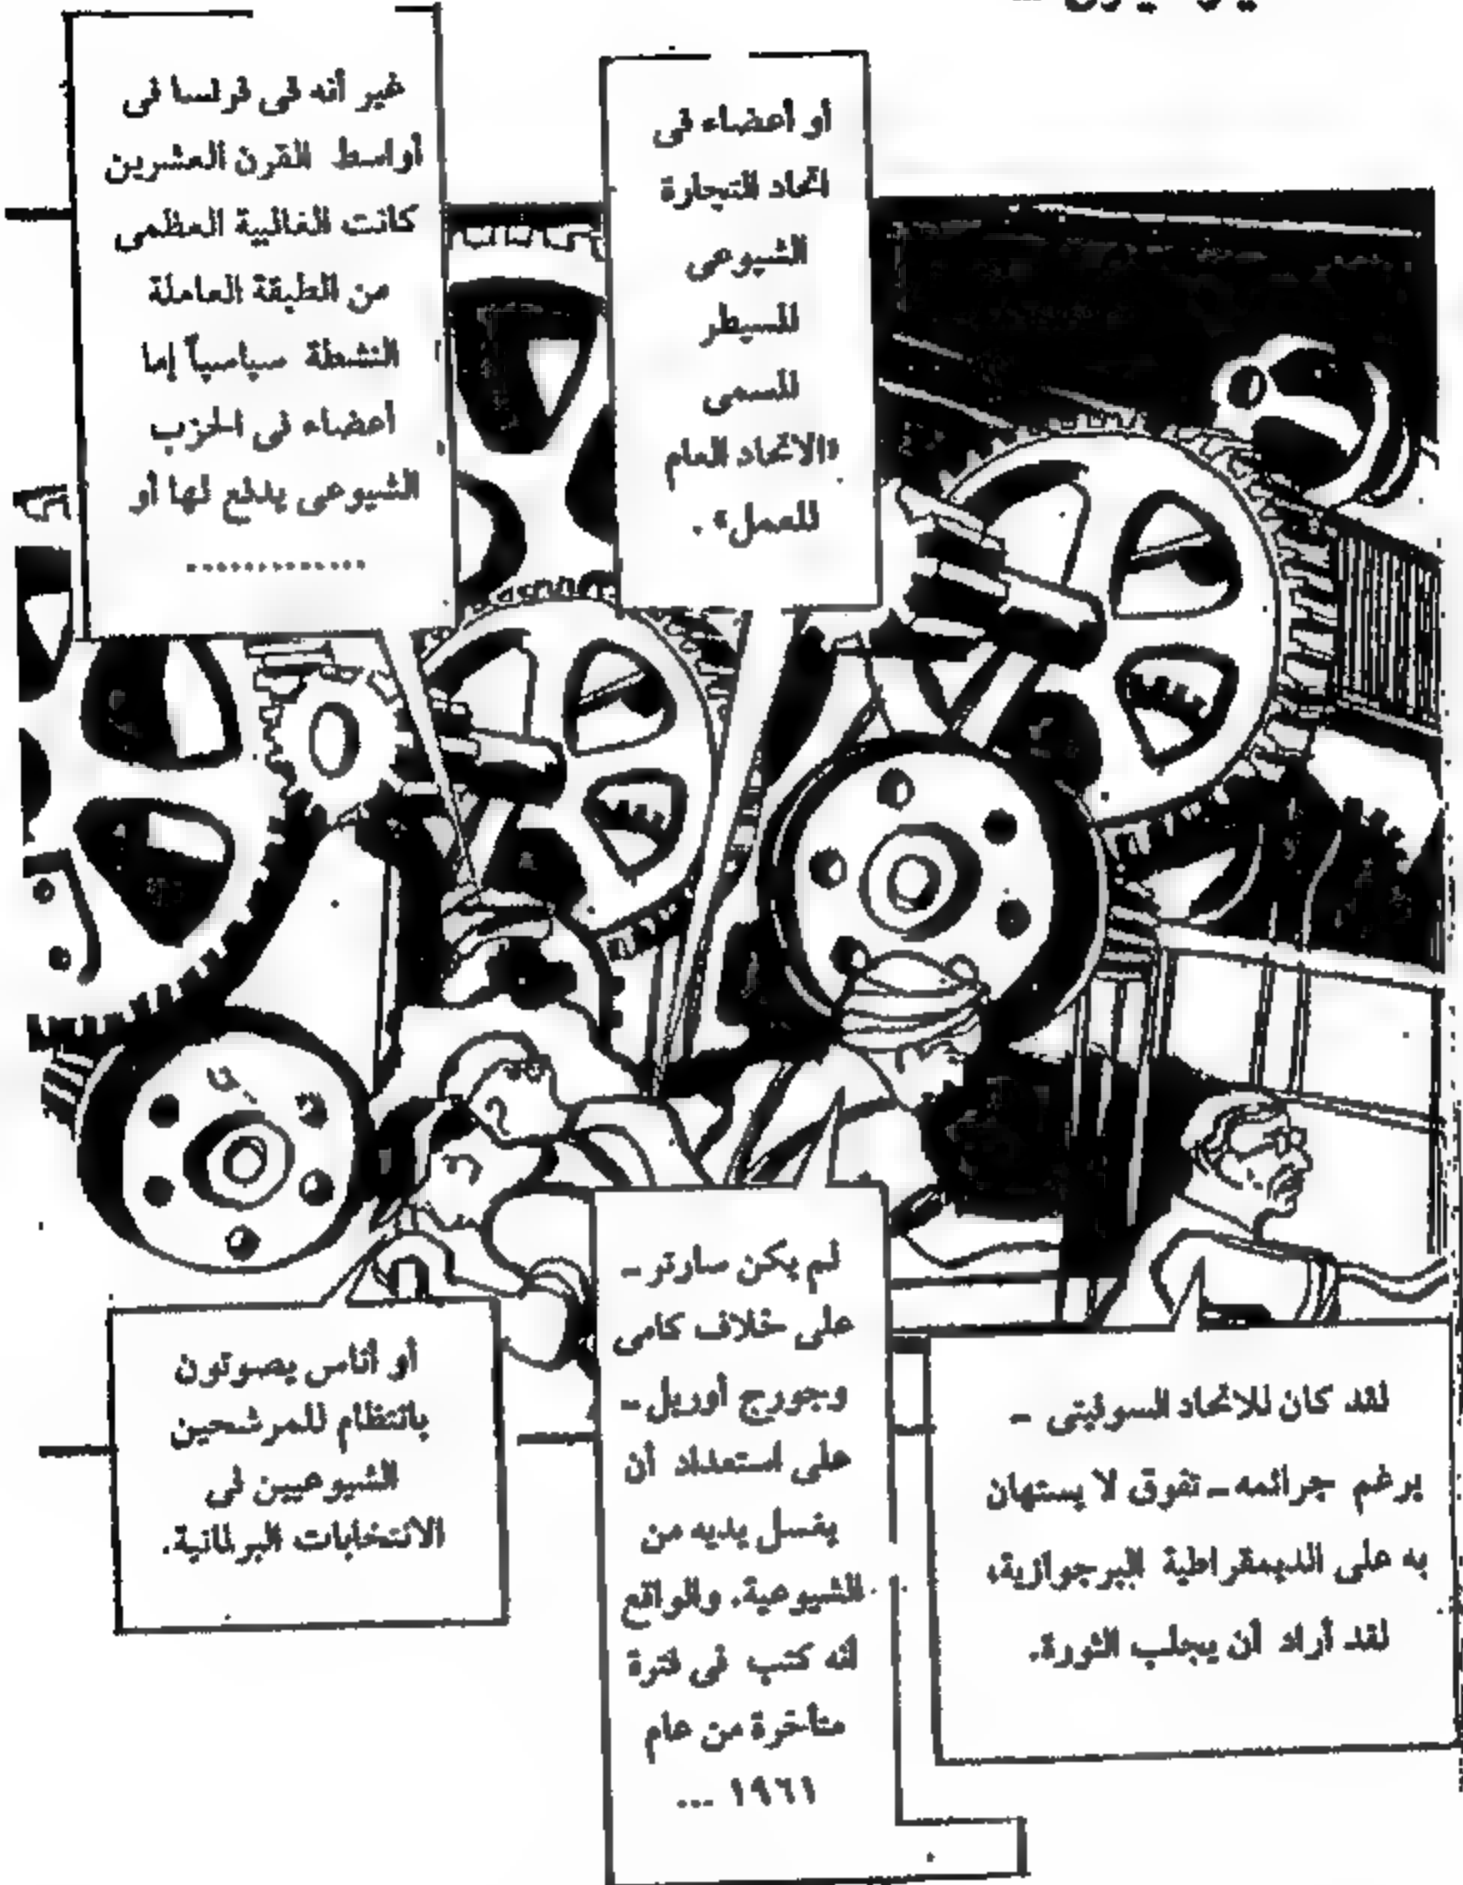 غير أنه فى فرنسا فى
أواسط القرن العشرين
كانت الغالبية العظمى
من الطبقة العاملة
النشطة سياسياً إما
أعضاء فى الحزب
الشيوعى يدفع لها أو
.............
أو أعضاء فى
اتحاد التجارة
الشيوعى
المسيطر
المسمى
«الاتحاد العام
للعمل».
أو أناس يصوتون
بانتظام للمرشحين
الشيوعيين فى
الانتخابات البرلمانية.
لم يكن سارتر -
على خلاف كامى
وجورج أوريل -
على استعداد أن
يغسل يديه من
الشيوعية. والواقع
أنه كتب فى فترة
متأخرة من عام
١٩٦١ ...
لقد كان للاتحاد السوفيتى -
برغم جرائمه - تفوق لا يستهان
به على الديمقراطية البرجوازية،
لقد أراد أن يجلب الثورة.